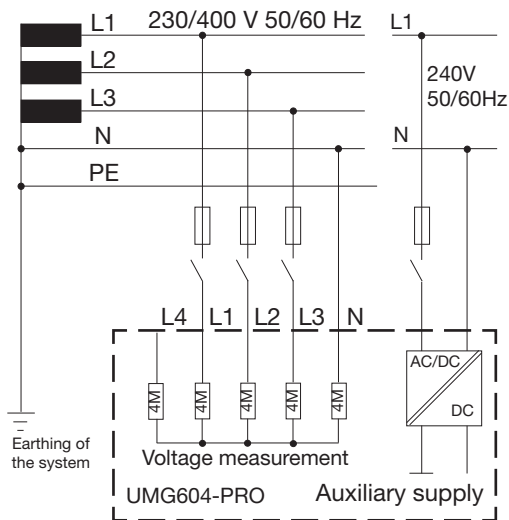 L1 230/400 V 50/60 Hz
L2
L3
N
PE
L1
240V
50/60Hz
N
L4 L1 L2 L3 N
4M 4M 4M 4M 4M
AC/DC
DC
Earthing of
the system
Voltage measurement
UMG604-PRO
Auxiliary supply